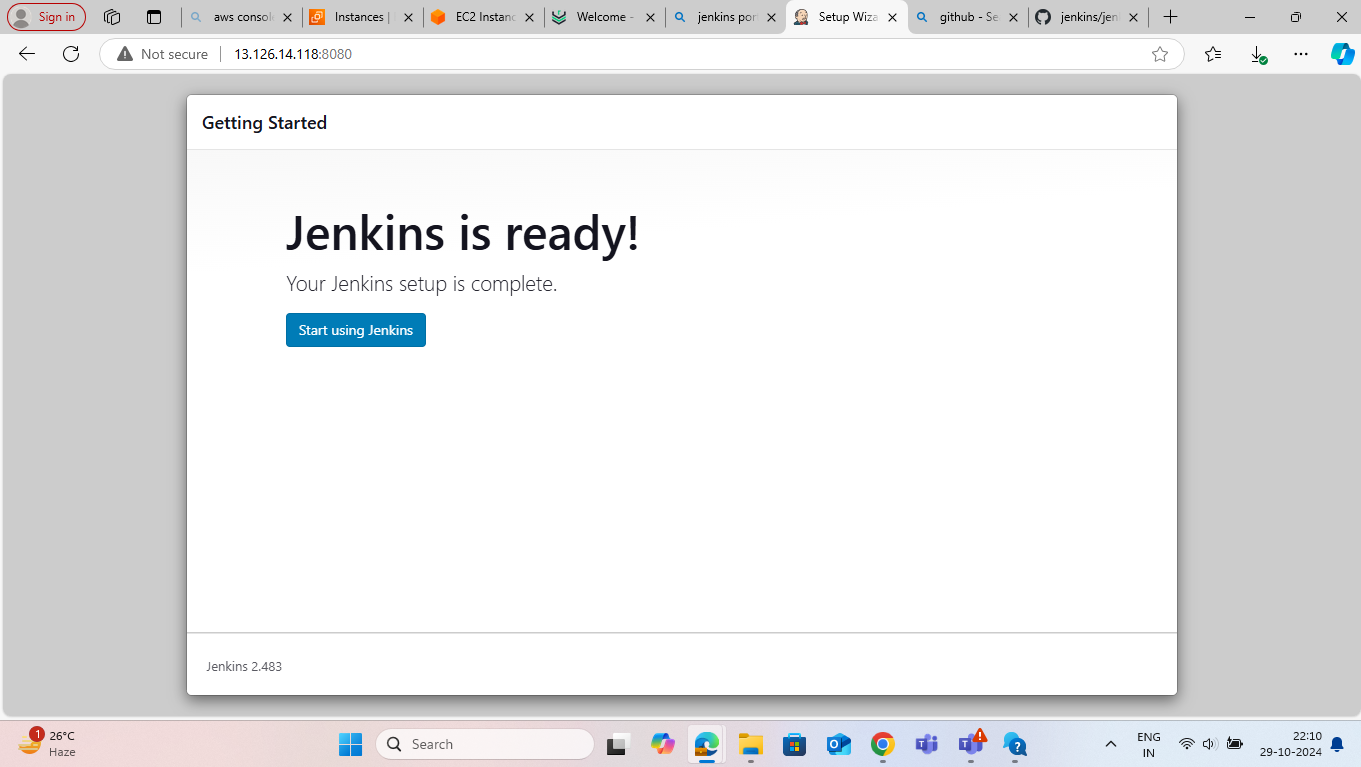 Sign in
aws consol
Instances |
EC2 Instanc
Welcome -
jenkins por
Setup Wiza
github - Se
jenkins/jen
Not secure
13.126.14.118:8080
Getting Started
Jenkins is ready!
Your Jenkins setup is complete.
Start using Jenkins
Jenkins 2.483
1
26°C
Haze
Search
?
ENG
IN
22:10
29-10-2024